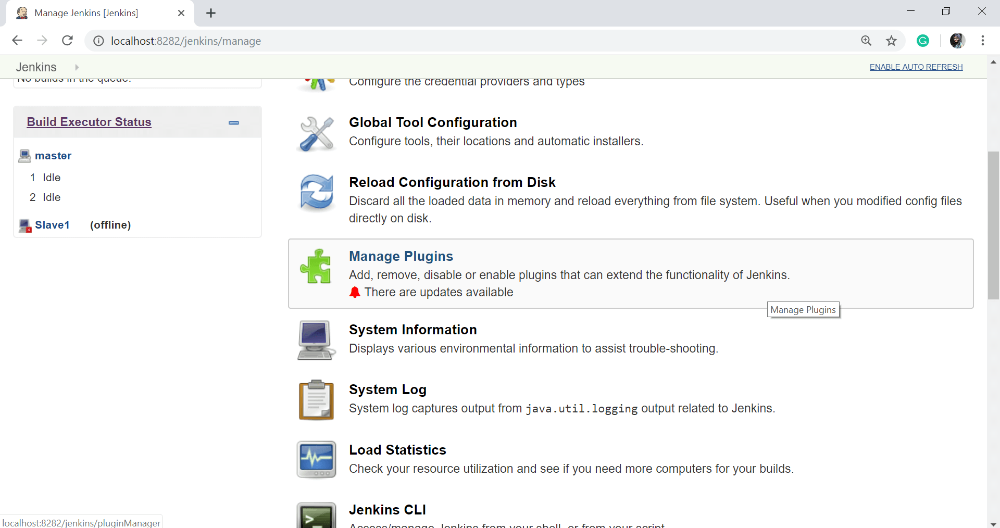 Manage Jenkins [Jenkins]
localhost:8282/jenkins/manage
Jenkins
ENABLE AUTO REFRESH
No builds in the queue.
Build Executor Status
master
1 Idle
2 Idle
Slave1 (offline)
Configure the credential providers and types
Global Tool Configuration
Configure tools, their locations and automatic installers.
Reload Configuration from Disk
Discard all the loaded data in memory and reload everything from file system. Useful when you modified config files
directly on disk.
Manage Plugins
Add, remove, disable or enable plugins that can extend the functionality of Jenkins.
There are updates available
Manage Plugins
System Information
Displays various environmental information to assist trouble-shooting.
System Log
System log captures output from java.util.logging output related to Jenkins.
Load Statistics
Check your resource utilization and see if you need more computers for your builds.
Jenkins CLI
Access/manage Jenkins from your shell, or from your script.
localhost:8282/jenkins/pluginManager